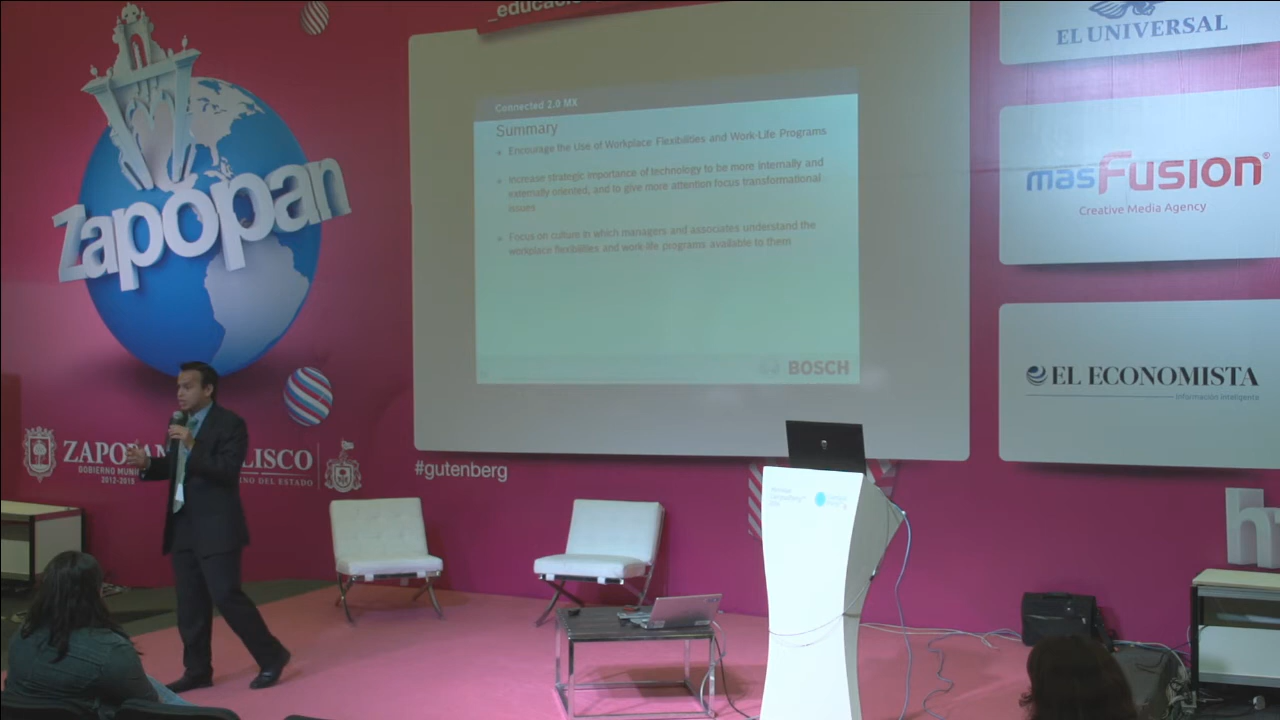 _educació
EL UNIVERSAL
Zapopan
Connected 2.0 MX
Summary
Encourage the Use of Workplace Flexibilities and Work-Life Programs
Increase strategic importance of technology to be more internally and
externally oriented, and to give more attention focus transformational
issues
Focus on culture in which managers and associates understand the
workplace flexibilities and work-life programs available to them
BOSCH
masFusion®
Creative Media Agency
EL ECONOMISTA
Información inteligente
ZAPOPAN
GOBIERNO MUNI
2012-2015
LISCO
NO DEL ESTADO
#gutenberg
h